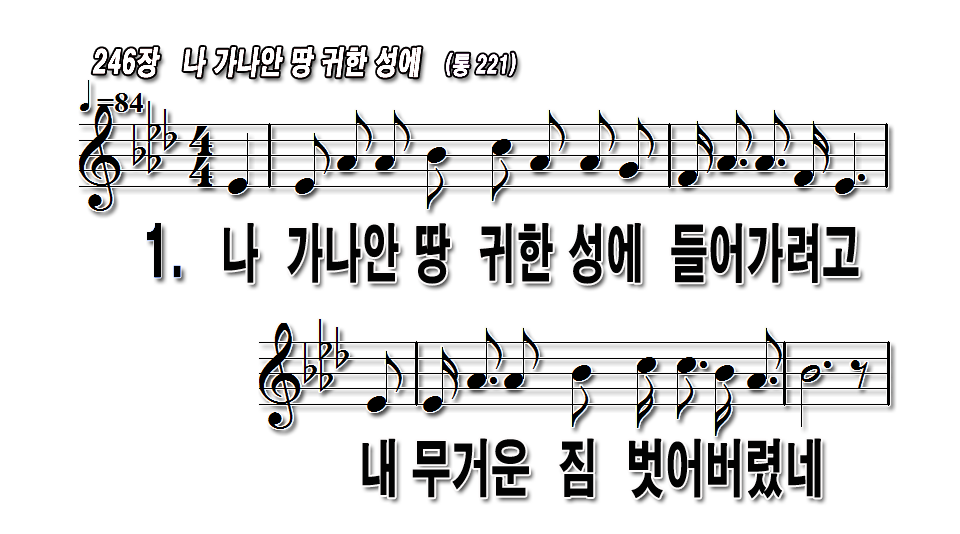 246장 나 가나안 땅 귀한 성에 (통 221)
♩=84
4/4
1. 나 가나안 땅 귀한 성에 들어가려고
내 무거운 짐 벗어버렸네